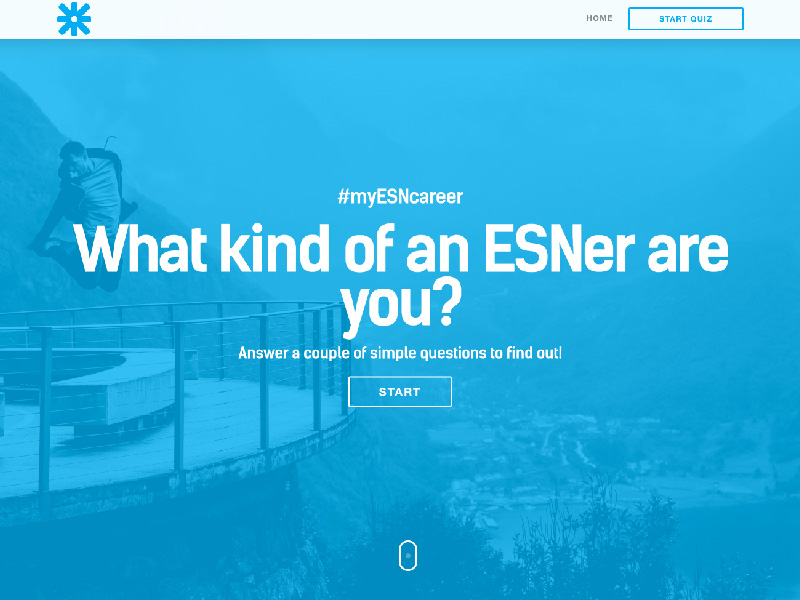 HOME
START QUIZ
#myESNcareer
What kind of an ESNer are
you?
Answer a couple of simple questions to find out!
START